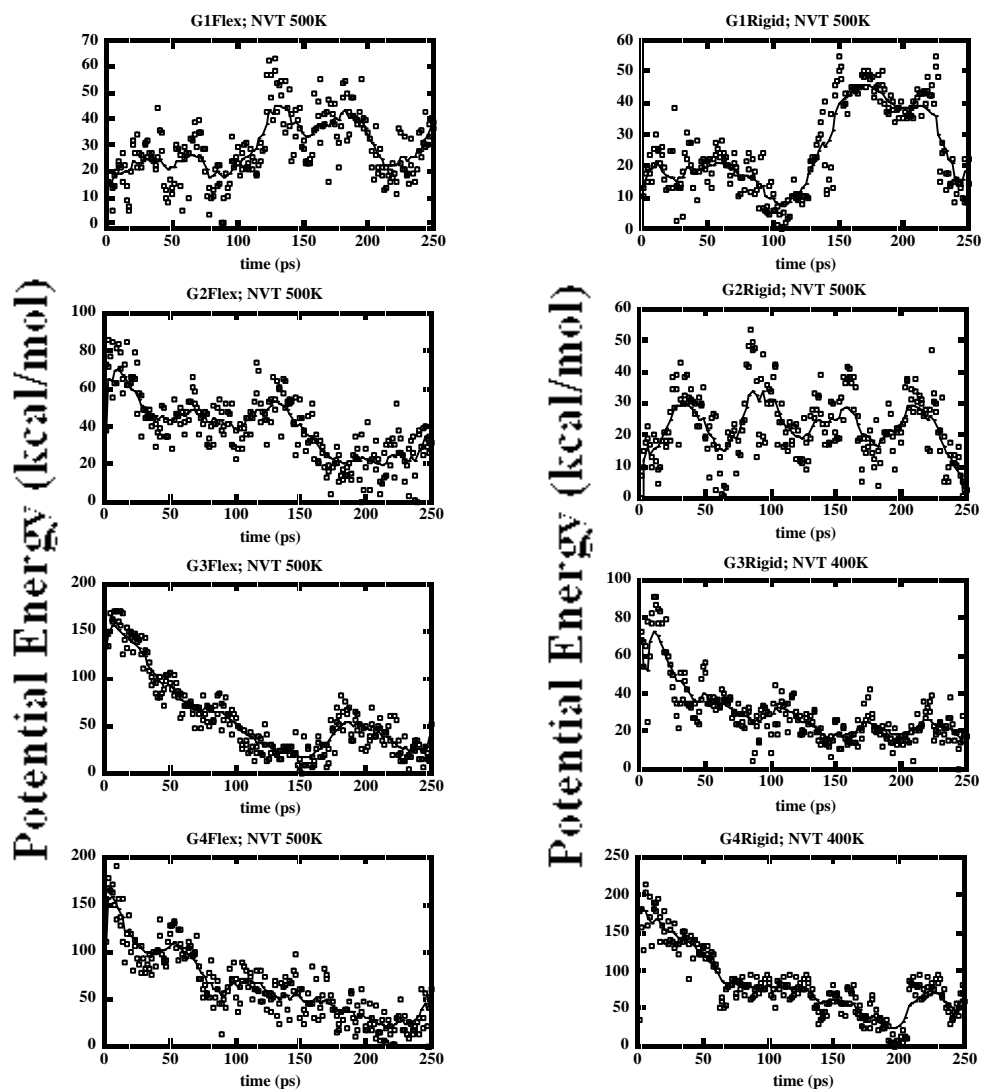 G1Flex; NVT 500K
70
60
50
40
30
20
10
0
0 50 100 150 200 250
time (ps)
G1Rigid; NVT 500K
60
50
40
30
20
10
0
0 50 100 150 200 250
time (ps)
Potential Energy (kcal/mol)
G2Flex; NVT 500K
100
80
60
40
20
0
0 50 100 150 200 250
time (ps)
Potential Energy (kcal/mol)
G2Rigid; NVT 500K
60
50
40
30
20
10
0
0 50 100 150 200 250
time (ps)
G3Flex; NVT 500K
200
150
100
50
0
0 50 100 150 200 250
time (ps)
G3Rigid; NVT 400K
100
80
60
40
20
0
0 50 100 150 200 250
time (ps)
G4Flex; NVT 500K
200
150
100
50
0
0 50 100 150 200 250
time (ps)
G4Rigid; NVT 400K
250
200
150
100
50
0
0 50 100 150 200 250
time (ps)